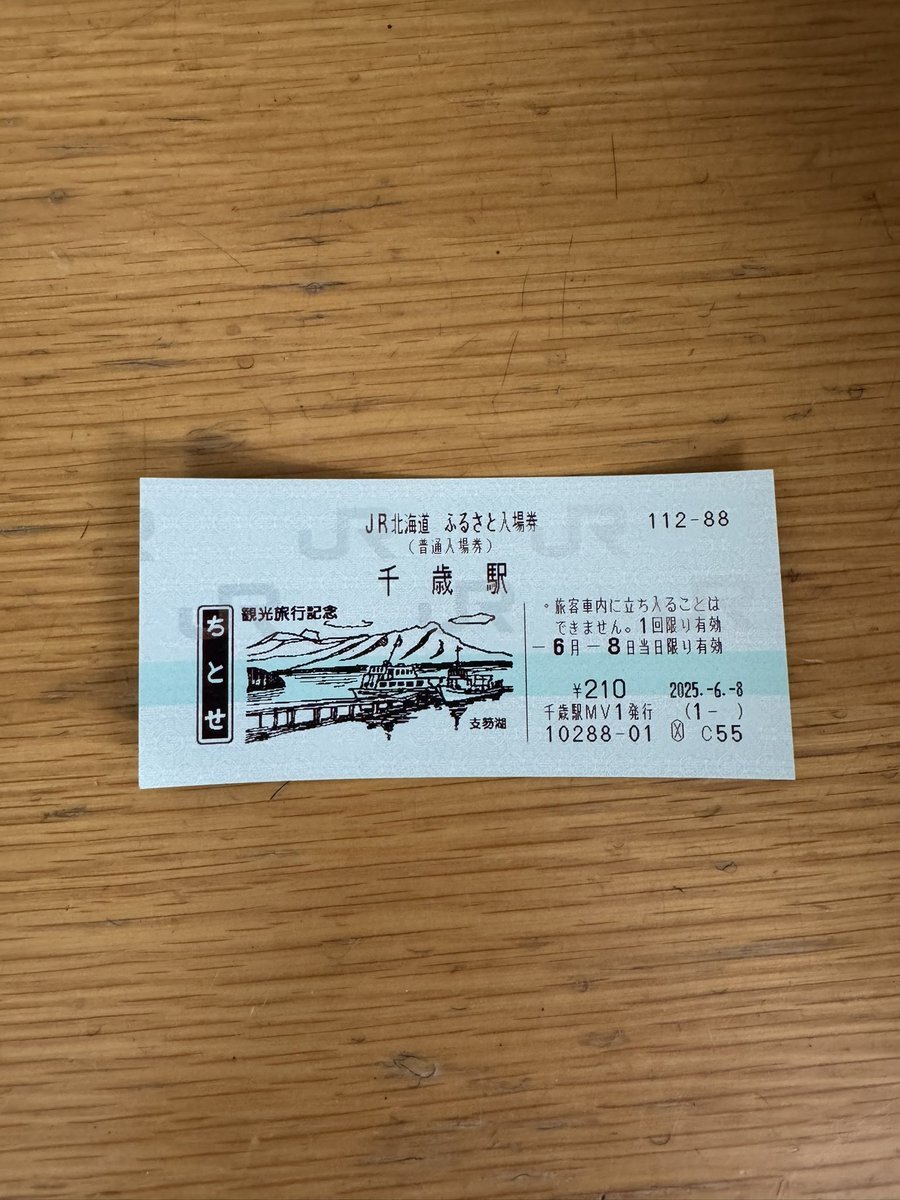 JR北海道 ふるさと入場券
112-88
(普通入場券)
千歳駅
ちとせ
観光旅行記念
支笏湖
。旅客車内に立ち入ることは
できません。1回限り有効
-6月-8日当日限り有効
¥210 2025.-6.-8
千歳駅MV1発行 (1- )
10288-01 Ⓧ C55
JR
JR
JR
JR